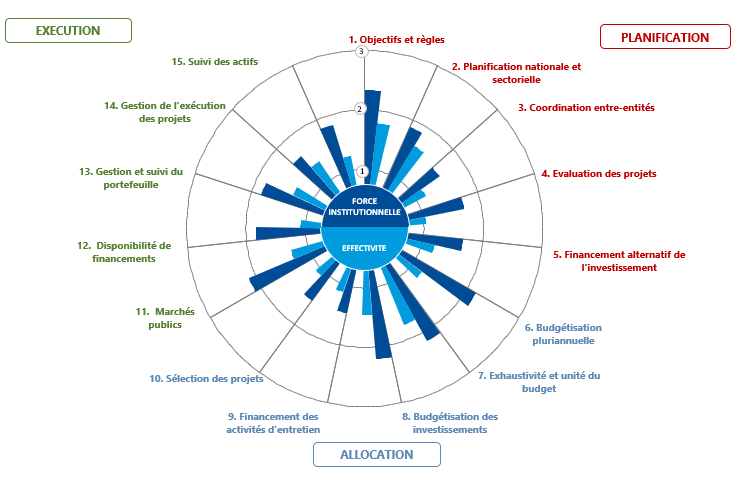 EXECUTION
PLANIFICATION
1. Objectifs et règles
2. Planification nationale et
sectorielle
3. Coordination entre-entités
4. Evaluation des projets
5. Financement alternatif de
l'investissement
6. Budgétisation
pluriannuelle
7. Exhaustivité et unité du
budget
8. Budgétisation des
investissements
9. Financement des
activités d'entretien
10. Sélection des projets
11. Marchés
publics
12. Disponibilité de
financements
13. Gestion et suivi du
portefeuille
14. Gestion de l'exécution
des projets
15. Suivi des actifs
3
2
1
FORCE
INSTITUTIONNELLE
EFFECTIVITE
ALLOCATION